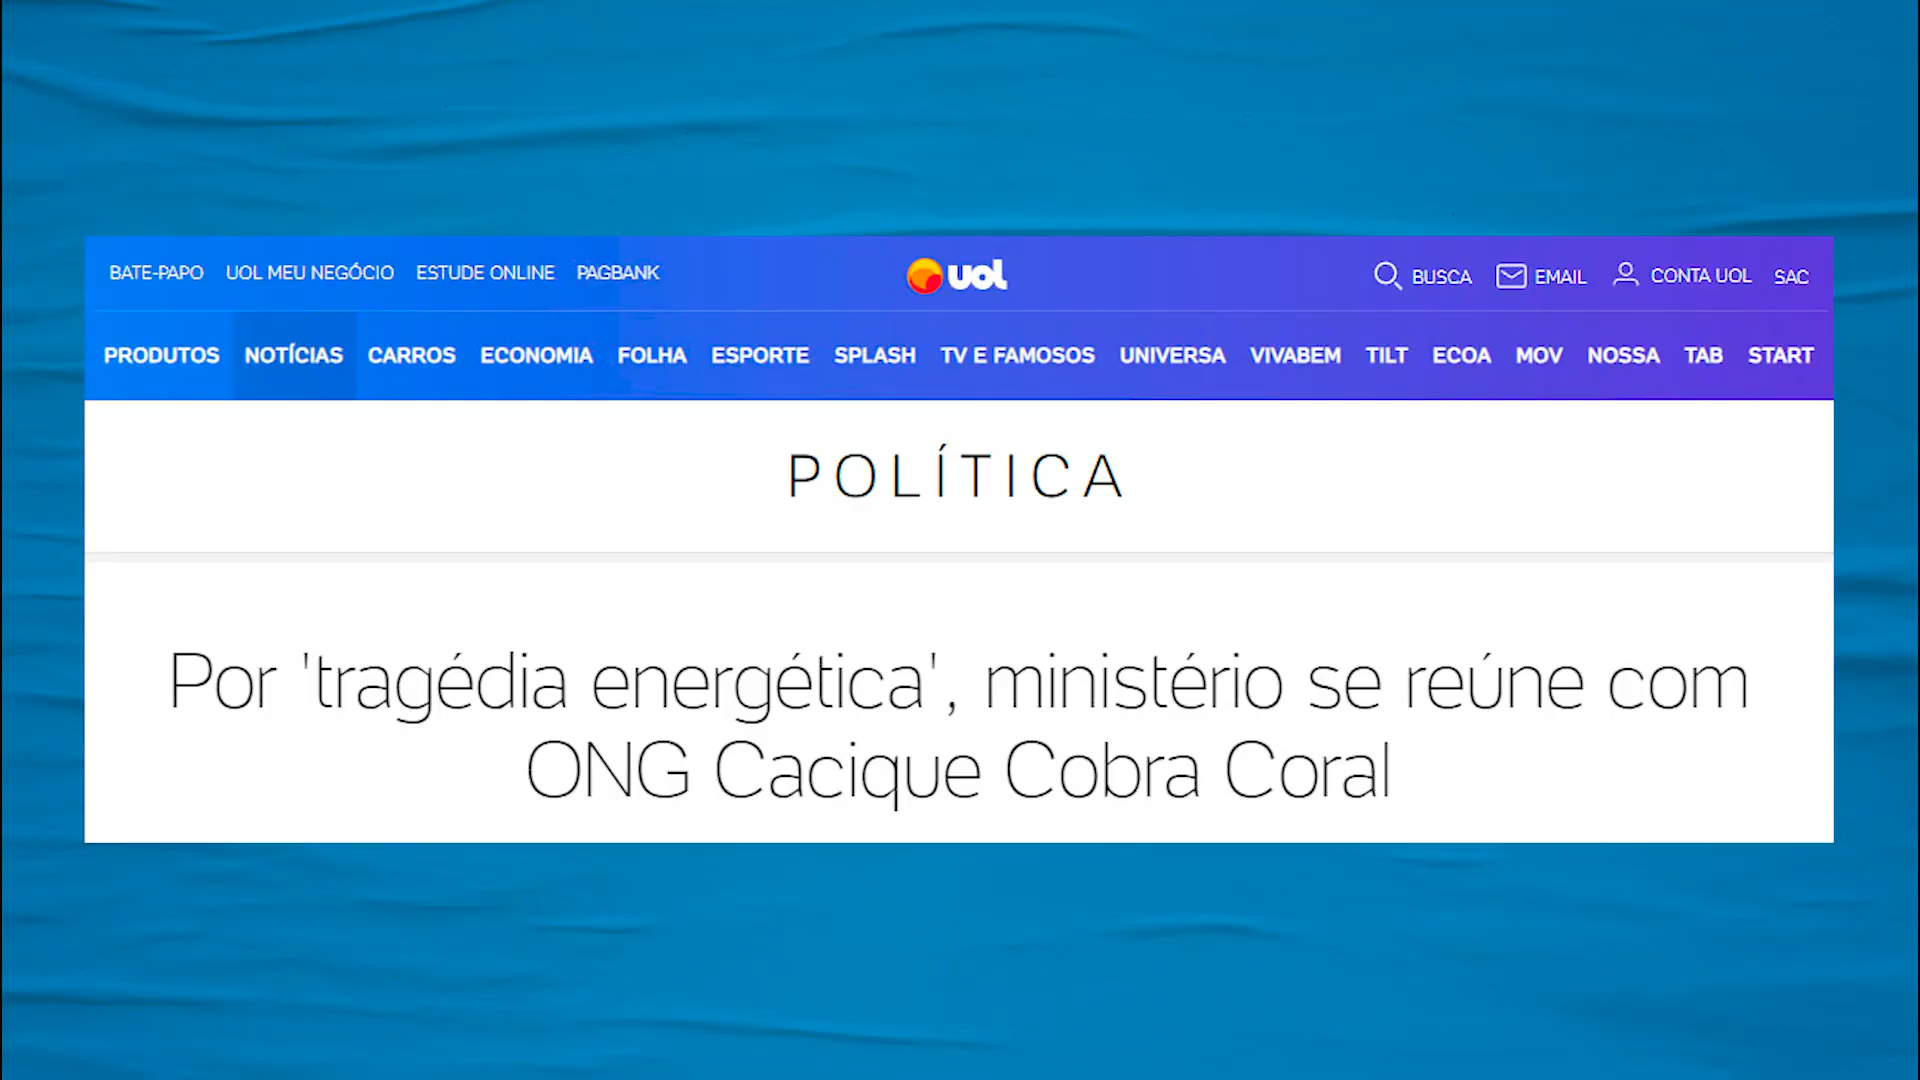 BATE-PAPO UOL MEU NEGÓCIO ESTUDE ONLINE PAGBANK uol BUSCA EMAIL CONTA UOL SAC
PRODUTOS NOTÍCIAS CARROS ECONOMIA FOLHA ESPORTE SPLASH TV E FAMOSOS UNIVERSA VIVABEM TILT ECOA MOV NOSSA TAB START
POLÍTICA
Por 'tragédia energética', ministério se reúne com
ONG Cacique Cobra Coral